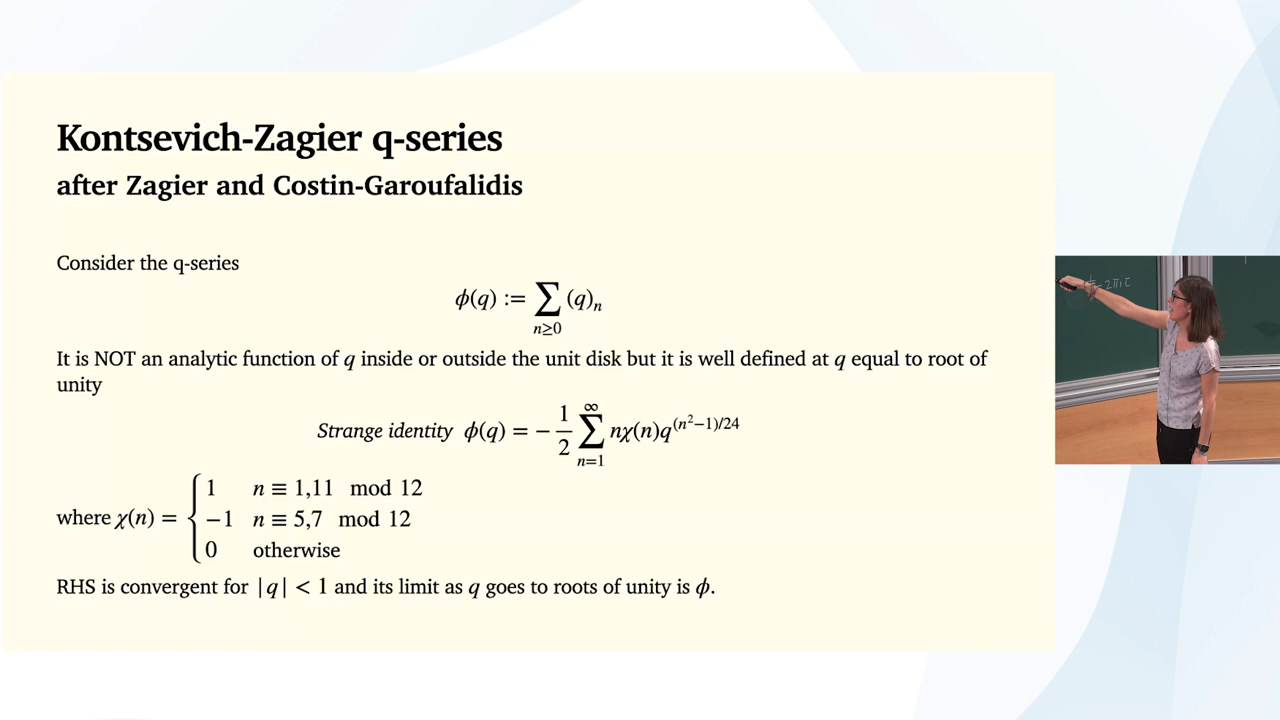 Kontsevich-Zagier q-series
after Zagier and Costin-Garoufalidis
Consider the q-series
ϕ(q) := ∑_{n≥0} (q)_n
It is NOT an analytic function of q inside or outside the unit disk but it is well defined at q equal to root of
unity
Strange identity ϕ(q) = −\frac{1}{2} ∑_{n=1}^{∞} nχ(n)q^{(n²−1)/24}
where χ(n) = { 1 n ≡ 1,11 mod 12
−1 n ≡ 5,7 mod 12
0 otherwise
RHS is convergent for |q| < 1 and its limit as q goes to roots of unity is ϕ.